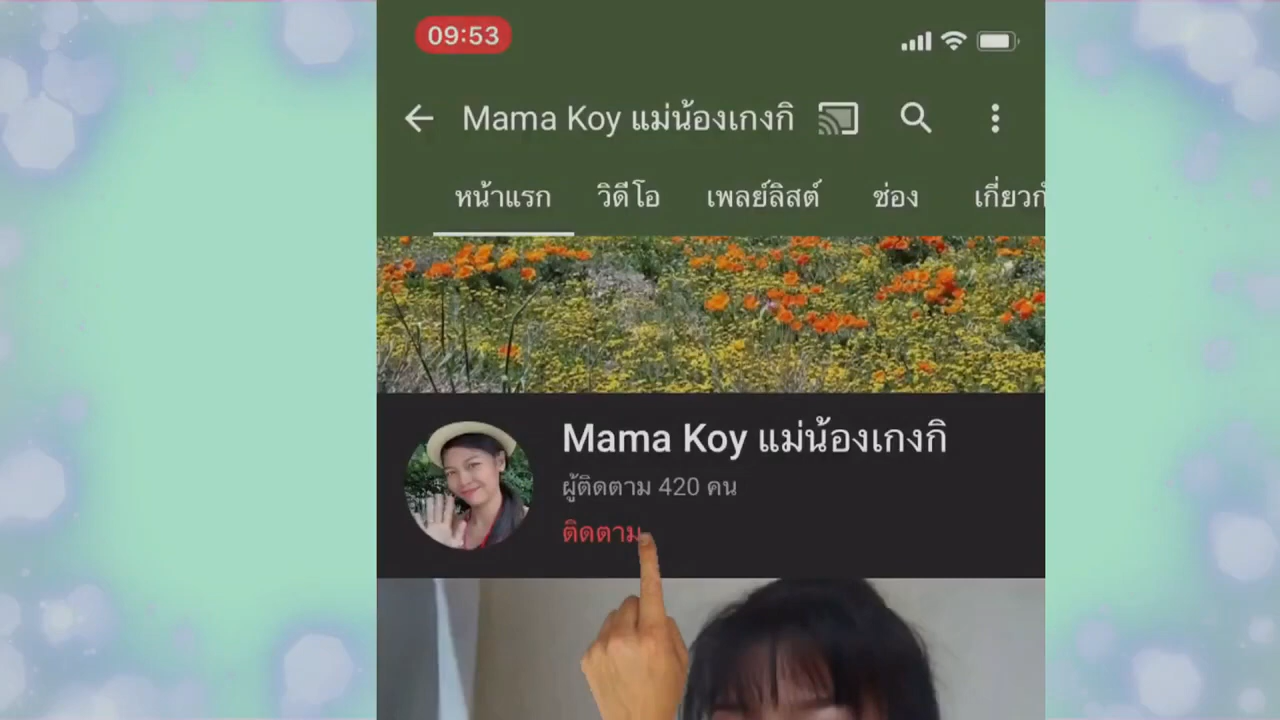 09:53
Mama Koy แม่น้องเกงกิ
หน้าแรก วิดีโอ เพลย์ลิสต์ ช่อง
Mama Koy แม่น้องเกงกิ
ผู้ติดตาม 420 คน
ติดตาม